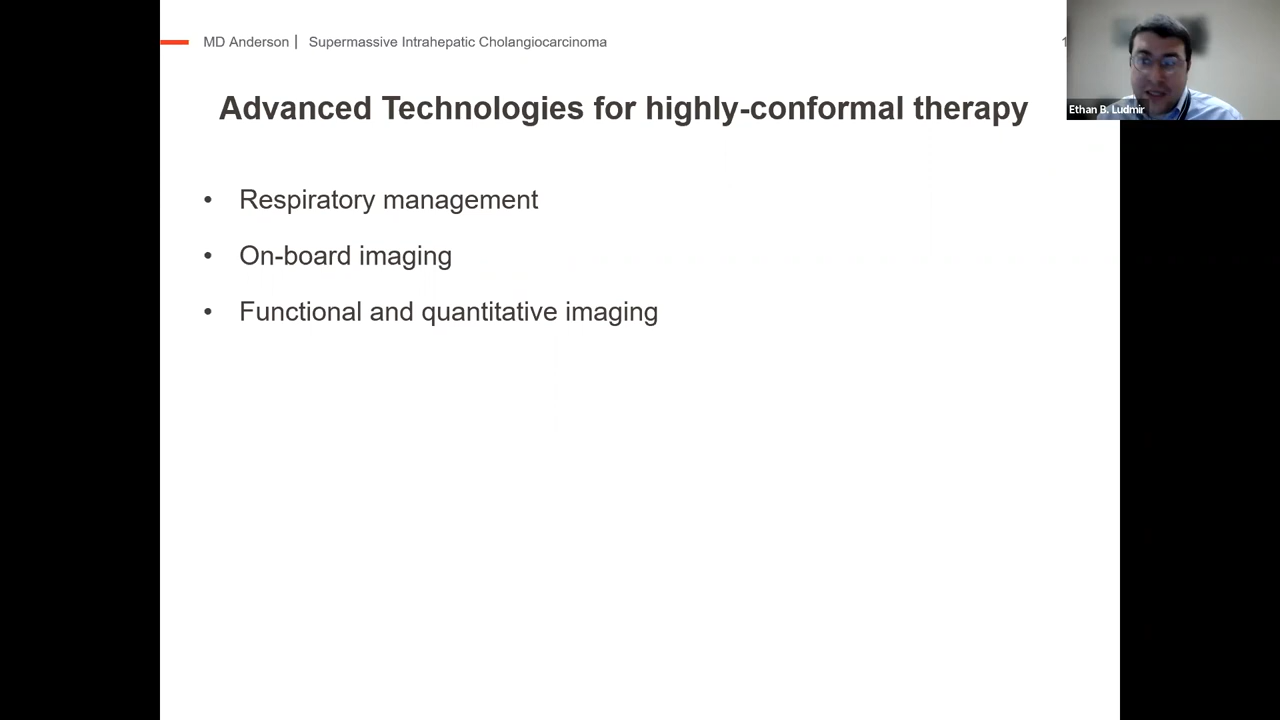 MD Anderson | Supermassive Intrahepatic Cholangiocarcinoma
Advanced Technologies for highly-conformal therapy
Ethan B. Ludmir
• Respiratory management
• On-board imaging
• Functional and quantitative imaging